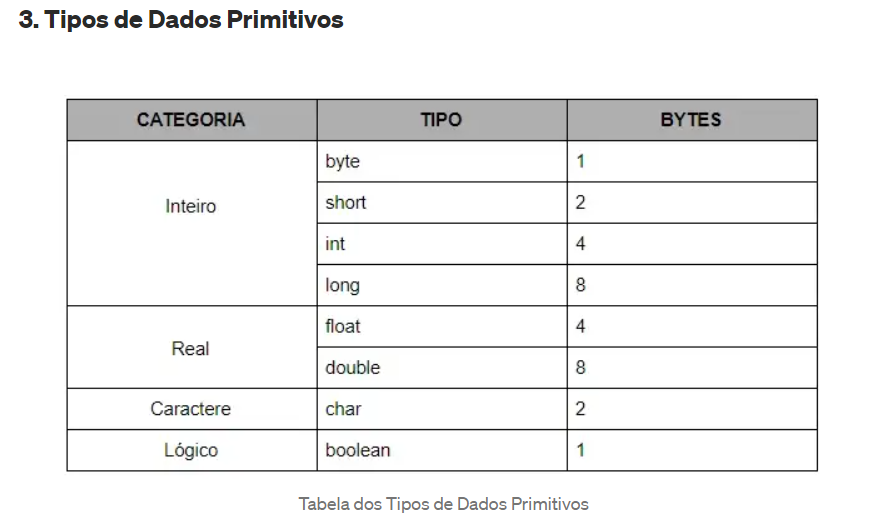 3. Tipos de Dados Primitivos
CATEGORIA TIPO BYTES
Inteiro
byte 1
short 2
int 4
long 8
Real
float 4
double 8
Caractere char 2
Lógico boolean 1
Tabela dos Tipos de Dados Primitivos